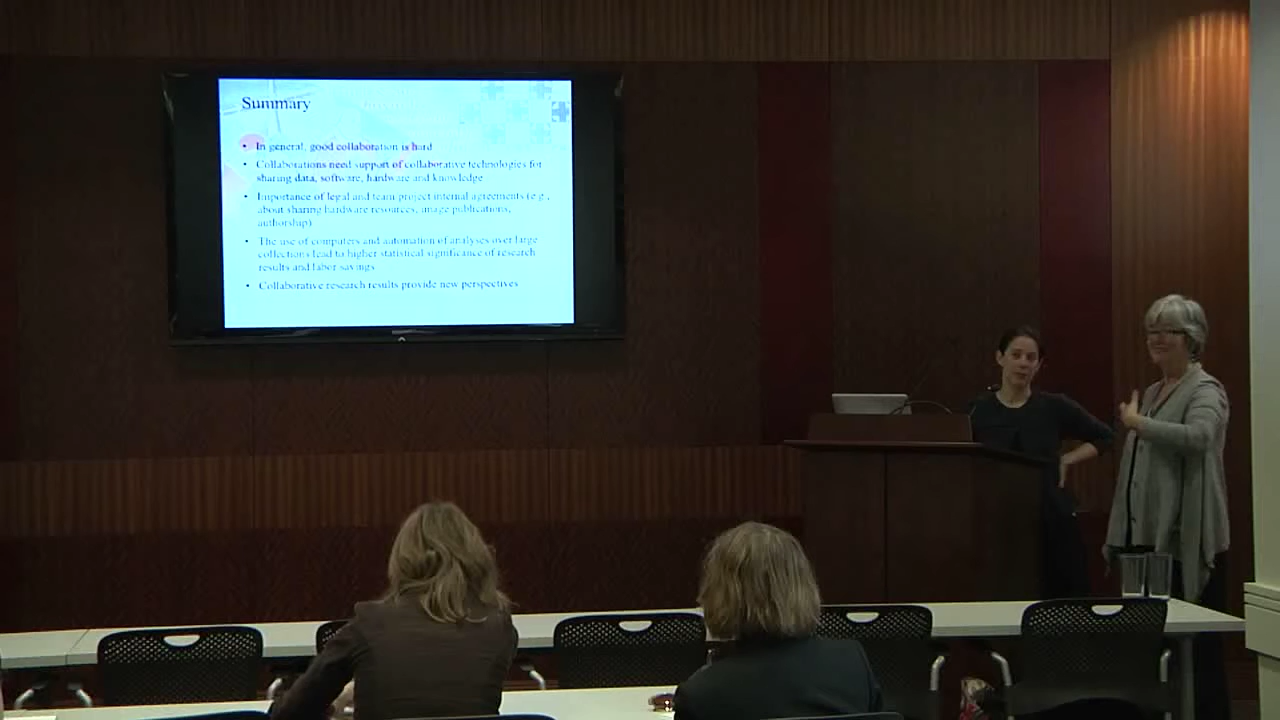 Summary
• In general, good collaboration is hard
• Collaborations need support of collaborative technologies for
sharing data, software, hardware and knowledge
• Importance of legal and team project internal agreements (e.g.,
about sharing hardware resources, image publications,
authorship)
• The use of computers and automation of analyses over large
collections lead to higher statistical significance of research
results and labor savings
• Collaborative research results provide new perspectives